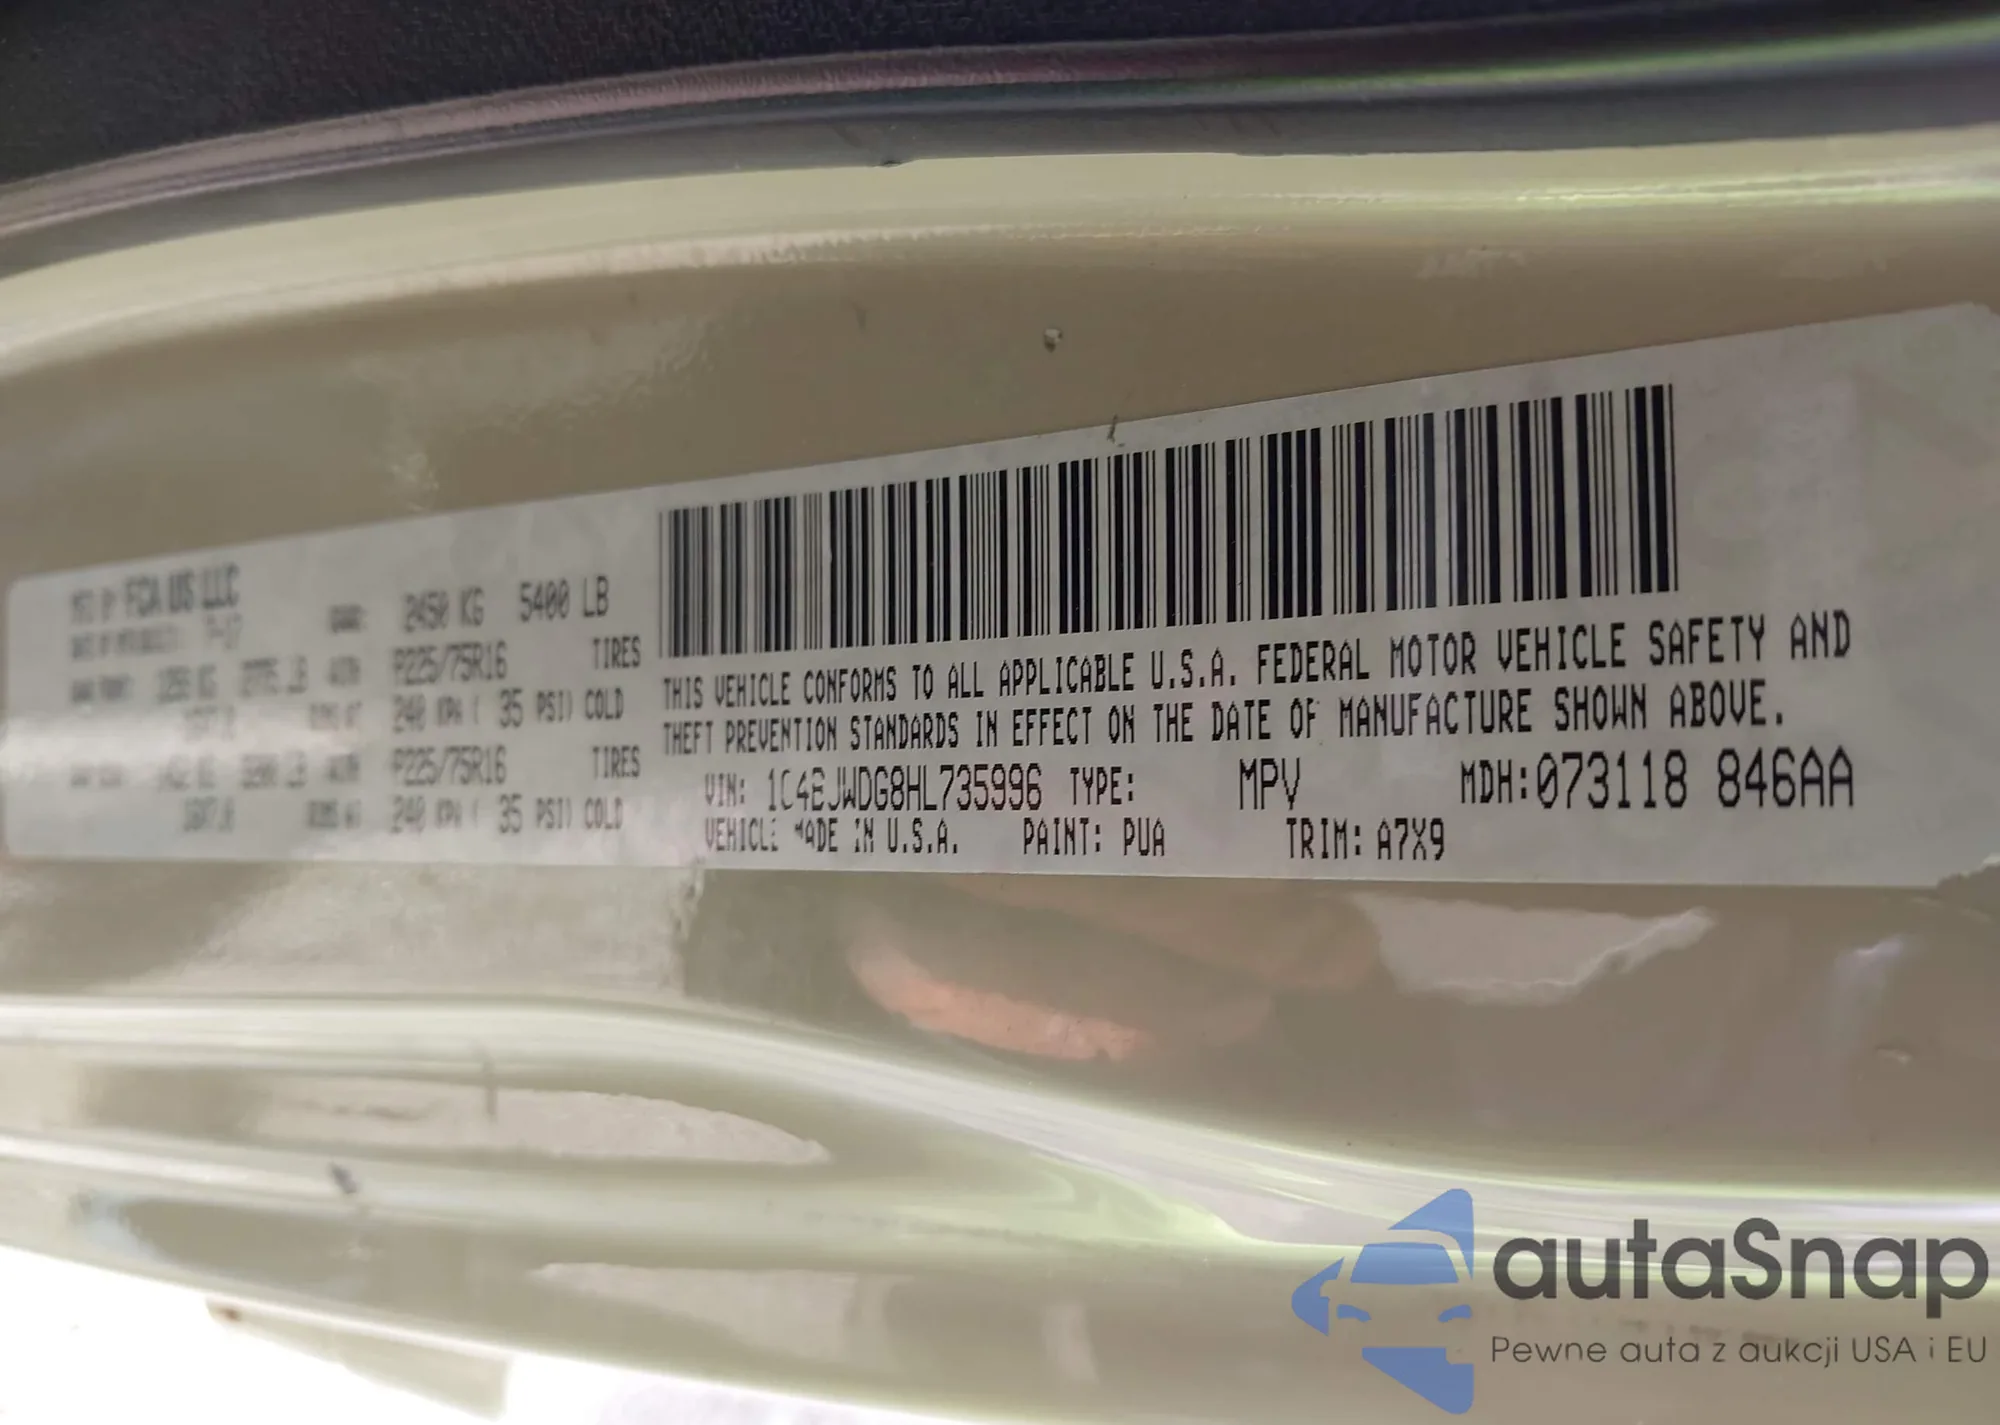 FCA US LLC
2450 KG 5400 LB
P225/75R16 TIRES
240 KPA ( 35 PSI) COLD
P225/75R16 TIRES
240 KPA ( 35 PSI) COLD
THIS VEHICLE CONFORMS TO ALL APPLICABLE U.S.A. FEDERAL MOTOR VEHICLE SAFETY AND
THEFT PREVENTION STANDARDS IN EFFECT ON THE DATE OF MANUFACTURE SHOWN ABOVE.
VIN: 1C4BJWDG8HL735996 TYPE: MPV MDH:073118 846AA
VEHICLE MADE IN U.S.A. PAINT: PUA TRIM: A7X9
autaSnap
Pewne auta z aukcji USA i EU